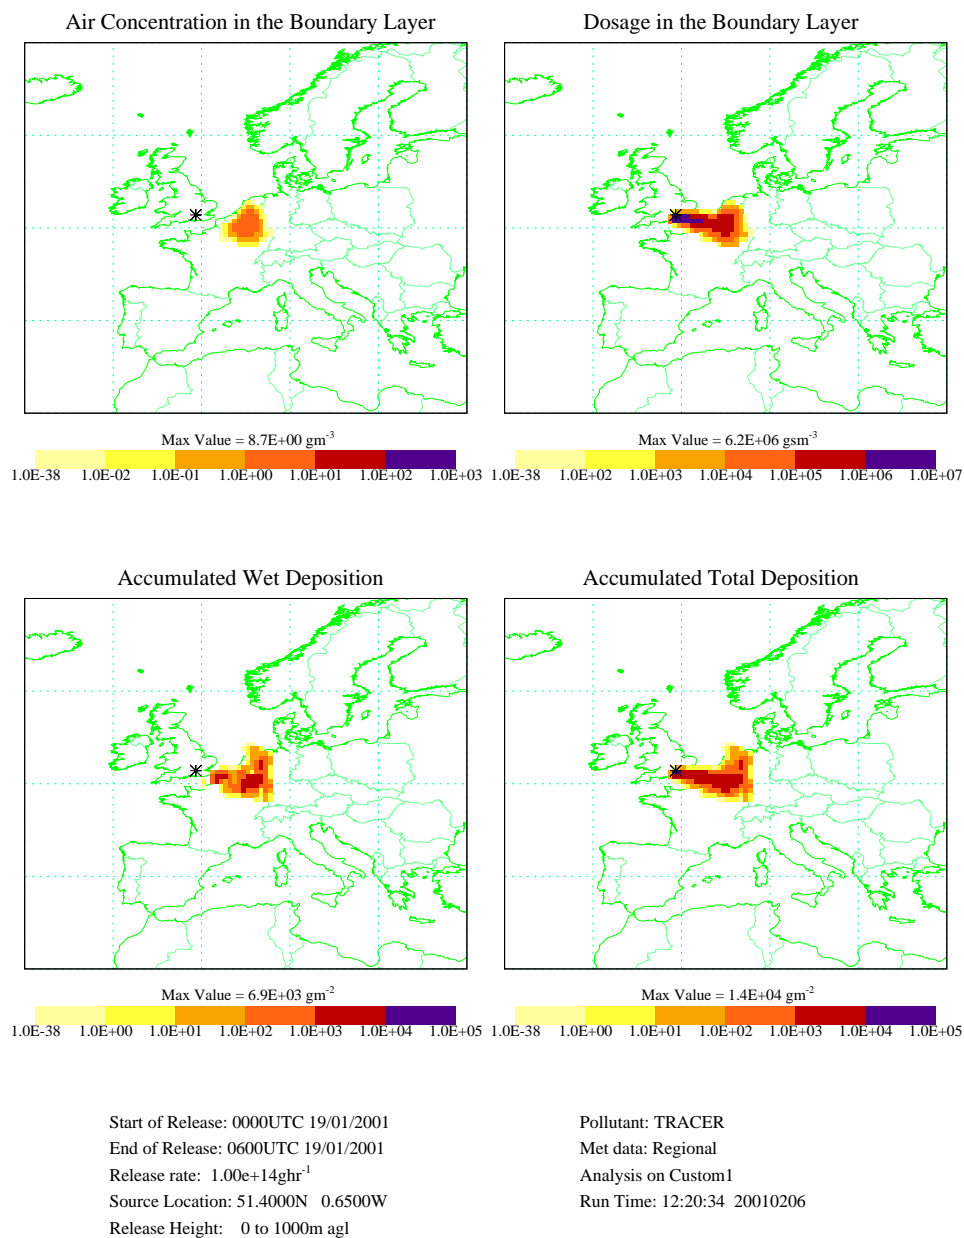 Air Concentration in the Boundary Layer
Dosage in the Boundary Layer
Max Value = 8.7E+00 gm-3
1.0E-38 1.0E-02 1.0E-01 1.0E+00 1.0E+01 1.0E+02 1.0E+03
Max Value = 6.2E+06 gsm-3
1.0E-38 1.0E+02 1.0E+03 1.0E+04 1.0E+05 1.0E+06 1.0E+07
Accumulated Wet Deposition
Accumulated Total Deposition
Max Value = 6.9E+03 gm-2
1.0E-38 1.0E+00 1.0E+01 1.0E+02 1.0E+03 1.0E+04 1.0E+05
Max Value = 1.4E+04 gm-2
1.0E-38 1.0E+00 1.0E+01 1.0E+02 1.0E+03 1.0E+04 1.0E+05
Start of Release: 0000UTC 19/01/2001
End of Release: 0600UTC 19/01/2001
Release rate: 1.00e+14ghr-1
Source Location: 51.4000N 0.6500W
Release Height: 0 to 1000m agl
Pollutant: TRACER
Met data: Regional
Analysis on Custom1
Run Time: 12:20:34 20010206